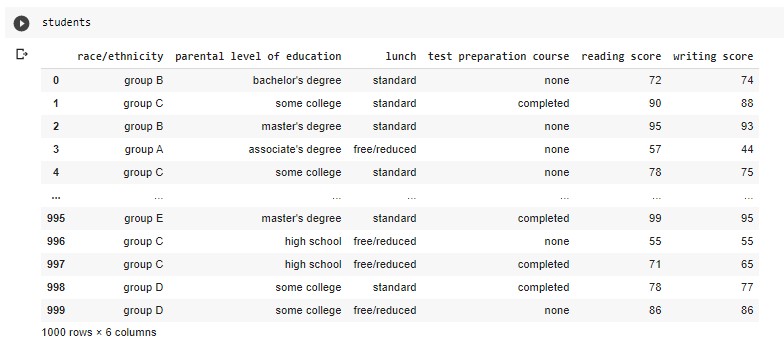 students
race/ethnicity parental level of education lunch test preparation course reading score writing score
0 group B bachelor's degree standard none 72 74
1 group C some college standard completed 90 88
2 group B master's degree standard none 95 93
3 group A associate's degree free/reduced none 57 44
4 group C some college standard none 78 75
... ... ... ... ... ... ...
995 group E master's degree standard completed 99 95
996 group C high school free/reduced none 55 55
997 group C high school free/reduced completed 71 65
998 group D some college standard completed 78 77
999 group D some college free/reduced none 86 86
1000 rows × 6 columns